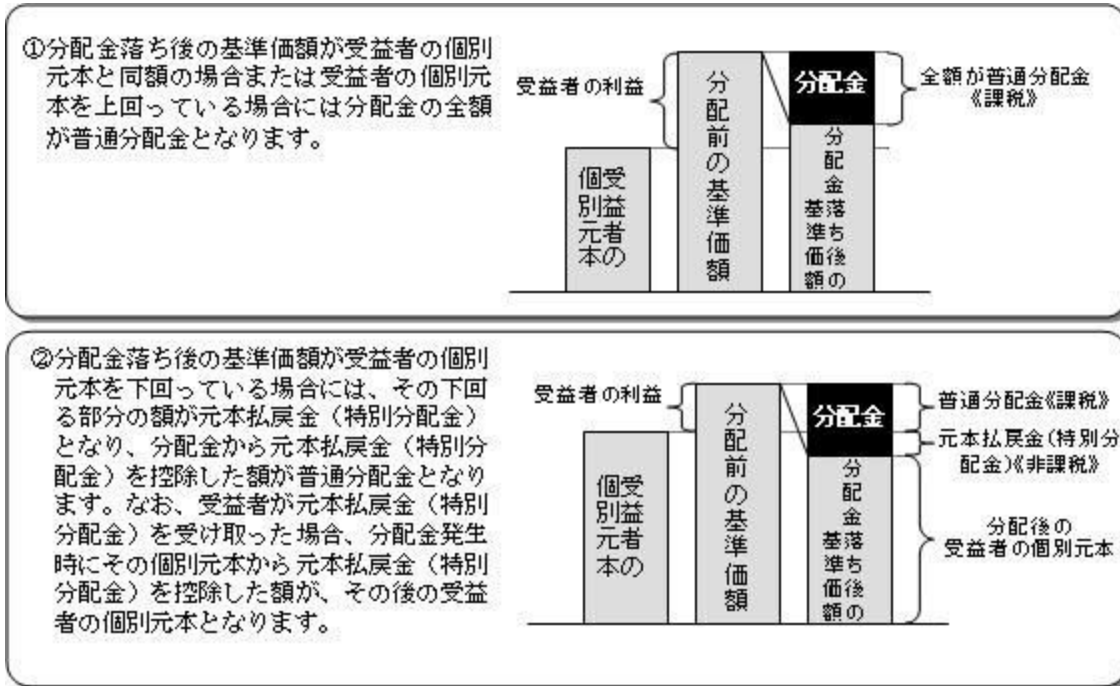 ①分配金落ち後の基準価額が受益者の個別
元本と同額の場合または受益者の個別元
本を上回っている場合には分配金の全額
が普通分配金となります。
受益者の利益
受益者の
個別元本
分配前の基準価額
分配金
分配金落ち後の
基準価額
全額が普通分配金
《課税》
②分配金落ち後の基準価額が受益者の個別
元本を下回っている場合には、その下回
る部分の額が元本払戻金（特別分配金）
となり、分配金から元本払戻金（特別分
配金）を控除した額が普通分配金となり
ます。なお、受益者が元本払戻金（特別
分配金）を受け取った場合、分配金発生
時にその個別元本から元本払戻金（特別
分配金）を控除した額が、その後の受益
者の個別元本となります。
受益者の利益
受益者の
個別元本
分配前の基準価額
分配金
分配金落ち後の
基準価額
普通分配金《課税》
元本払戻金(特別分
配金)《非課税》
分配後の
受益者の個別元本